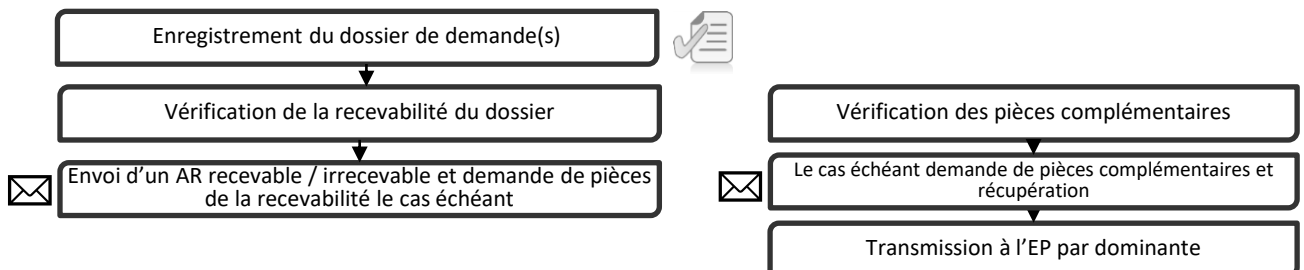 Enregistrement du dossier de demande(s)
Vérification de la recevabilité du dossier
Envoi d'un AR recevable / irrecevable et demande de pièces
de la recevabilité le cas échéant
Vérification des pièces complémentaires
Le cas échéant demande de pièces complémentaires et
récupération
Transmission à l'EP par dominante